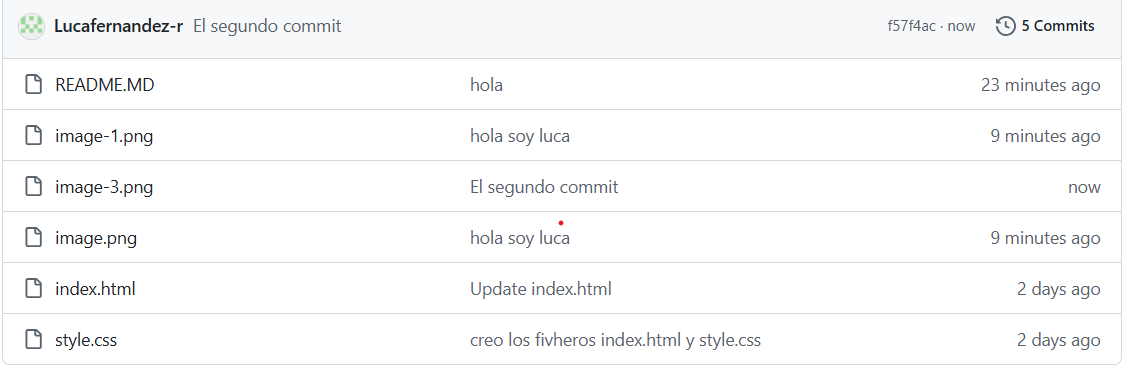 Lucafernandez-r El segundo commit f57f4ac · now 5 Commits
README.MD hola 23 minutes ago
image-1.png hola soy luca 9 minutes ago
image-3.png El segundo commit now
image.png hola soy luca 9 minutes ago
index.html Update index.html 2 days ago
style.css creo los fivheros index.html y style.css 2 days ago